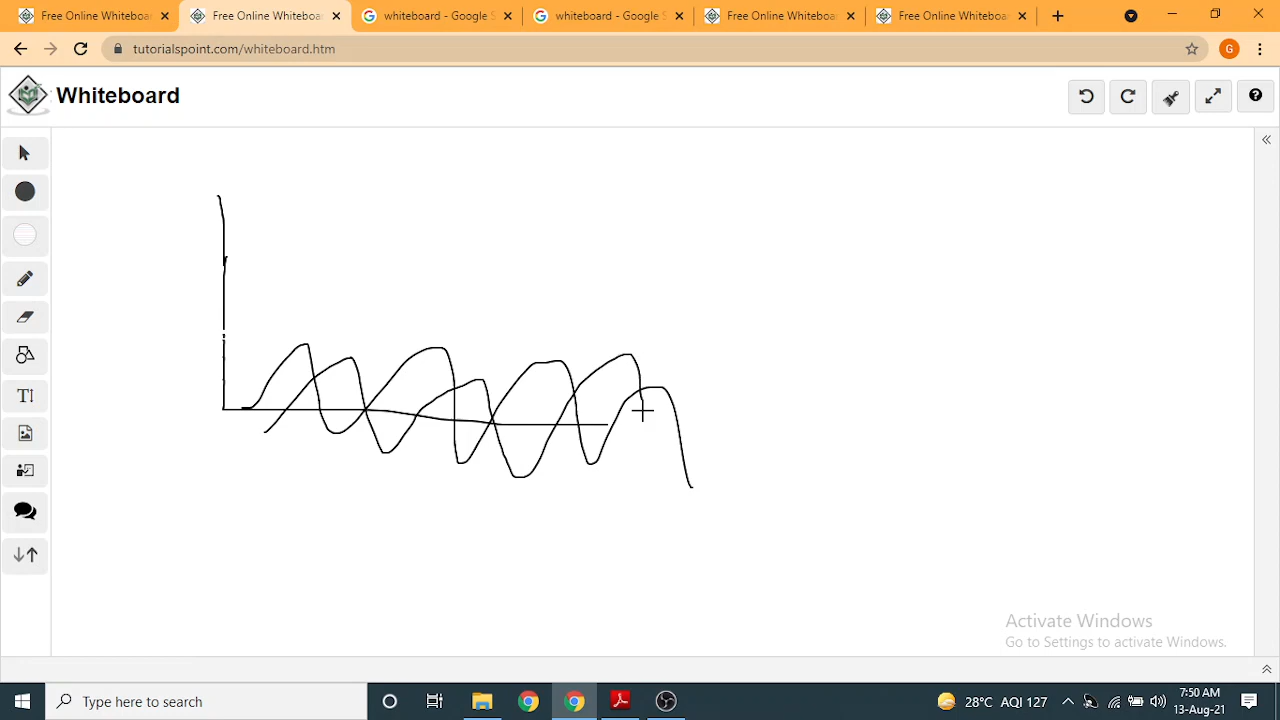 Free Online Whiteboa
Free Online Whiteboa
whiteboard - Google S
whiteboard - Google S
Free Online Whiteboa
Free Online Whiteboa
tutorialspoint.com/whiteboard.htm
G
Whiteboard
T
Activate Windows
Go to Settings to activate Windows.
Type here to search
28°C AQI 127
7:50 AM
13-Aug-21